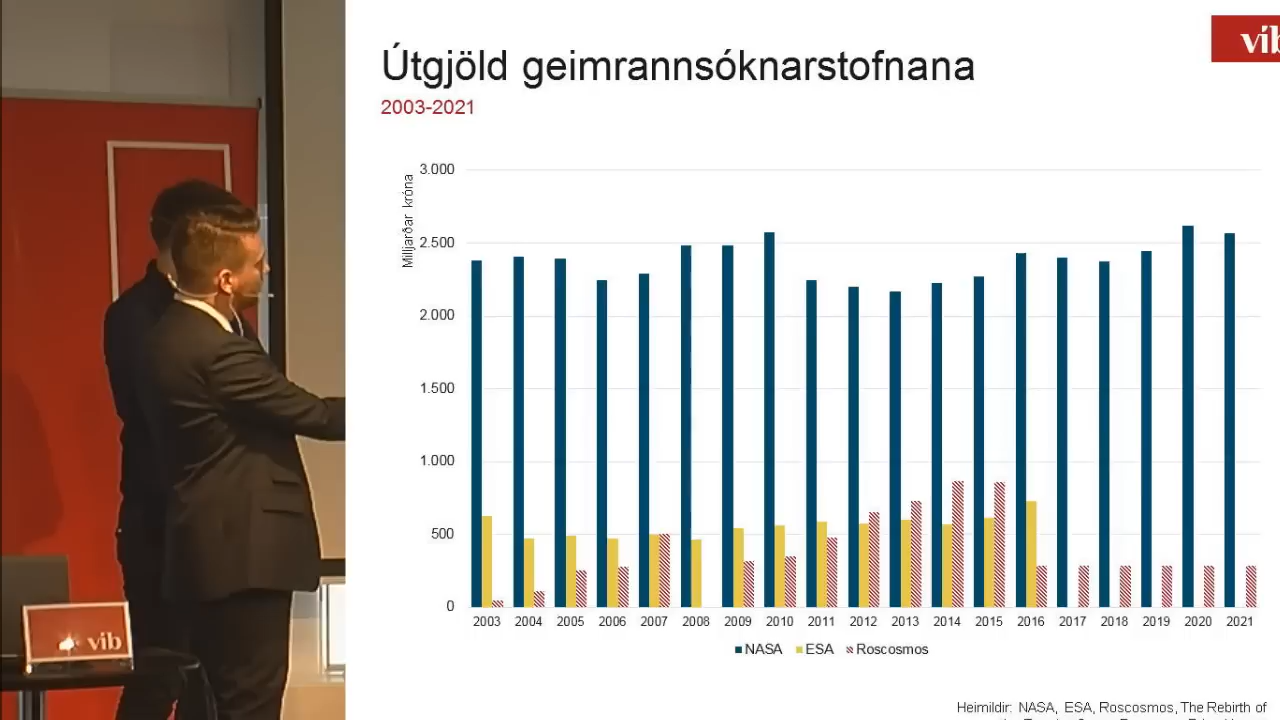 Útgjöld geimrannsóknarstofnana
2003-2021
Milljarðar króna
3.000
2.500
2.000
1.500
1.000
500
0
2003 2004 2005 2006 2007 2008 2009 2010 2011 2012 2013 2014 2015 2016 2017 2018 2019 2020 2021
NASA ESA Roscosmos
Heimildir: NASA, ESA, Roscosmos, The Rebirth of
víb